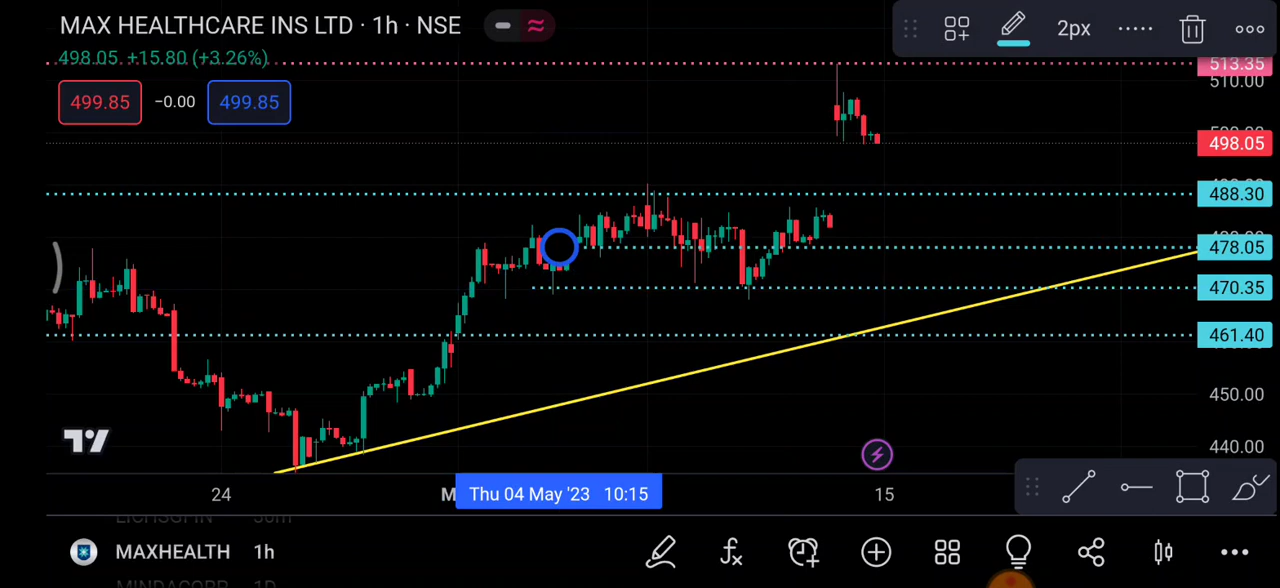 MAX HEALTHCARE INS LTD · 1h · NSE
2px
498.05 +15.80 (+3.26%)
513.35
510.00
499.85 −0.00 499.85
498.05
488.30
478.05
470.35
461.40
450.00
440.00
24
Thu 04 May '23 10:15
15
MAXHEALTH 1h